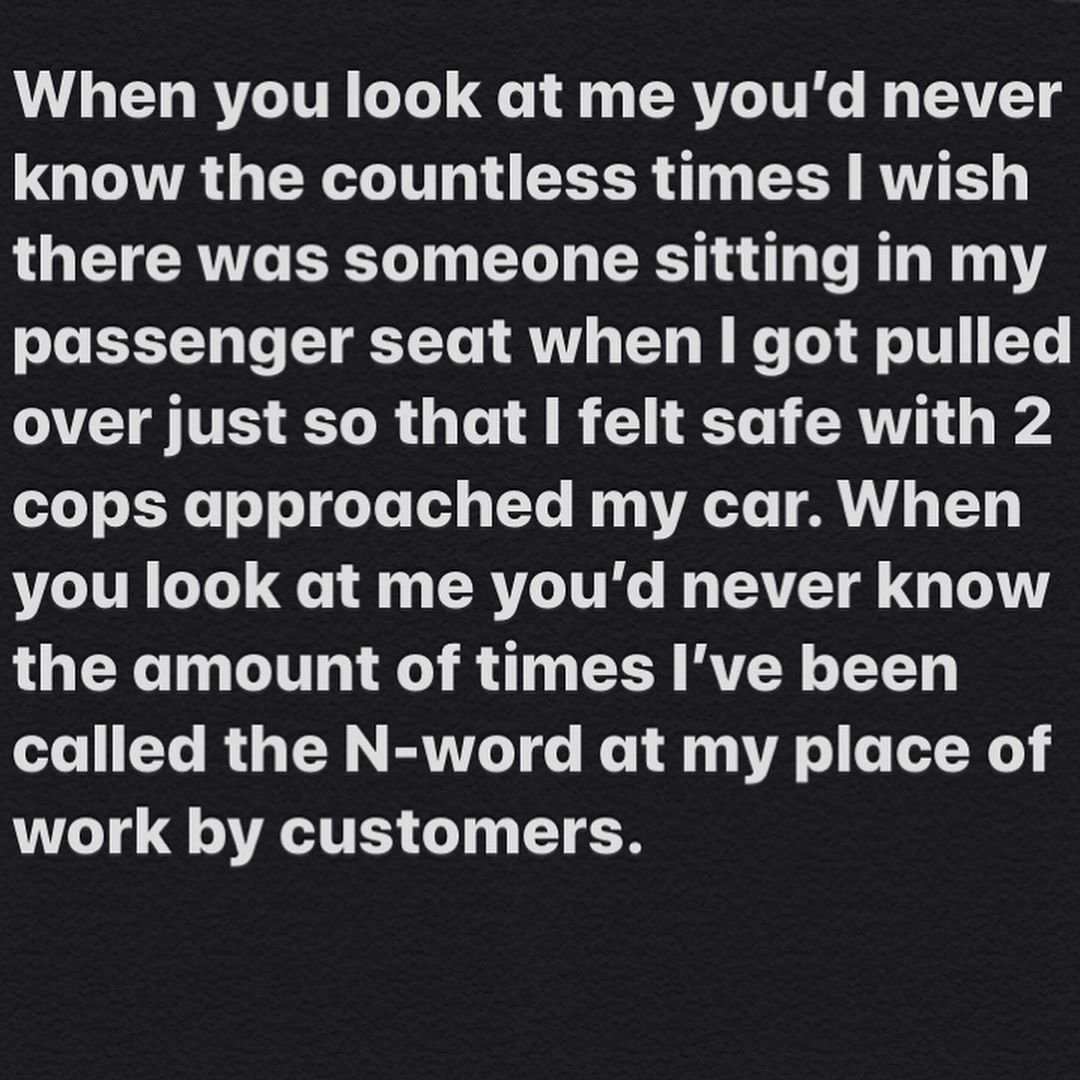 When you look at me you’d never
know the countless times I wish
there was someone sitting in my
passenger seat when I got pulled
over just so that I felt safe with 2
cops approached my car. When
you look at me you’d never know
the amount of times I’ve been
called the N-word at my place of
work by customers.